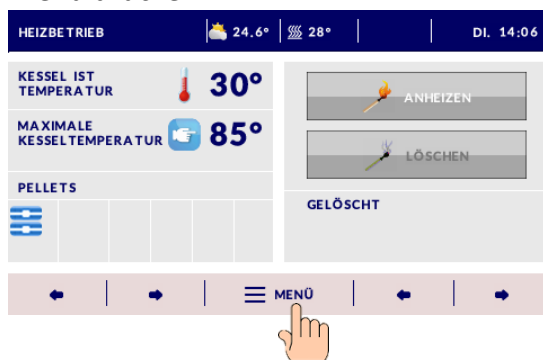 HEIZBETRIEB 24.6° 28° DI. 14:06
KESSEL IST
TEMPERATUR 30°
MAXIMALE
KESSELTEMPERATUR 85°
PELLETS
ANHEIZEN
LÖSCHEN
GELÖSCHT
MENÜ